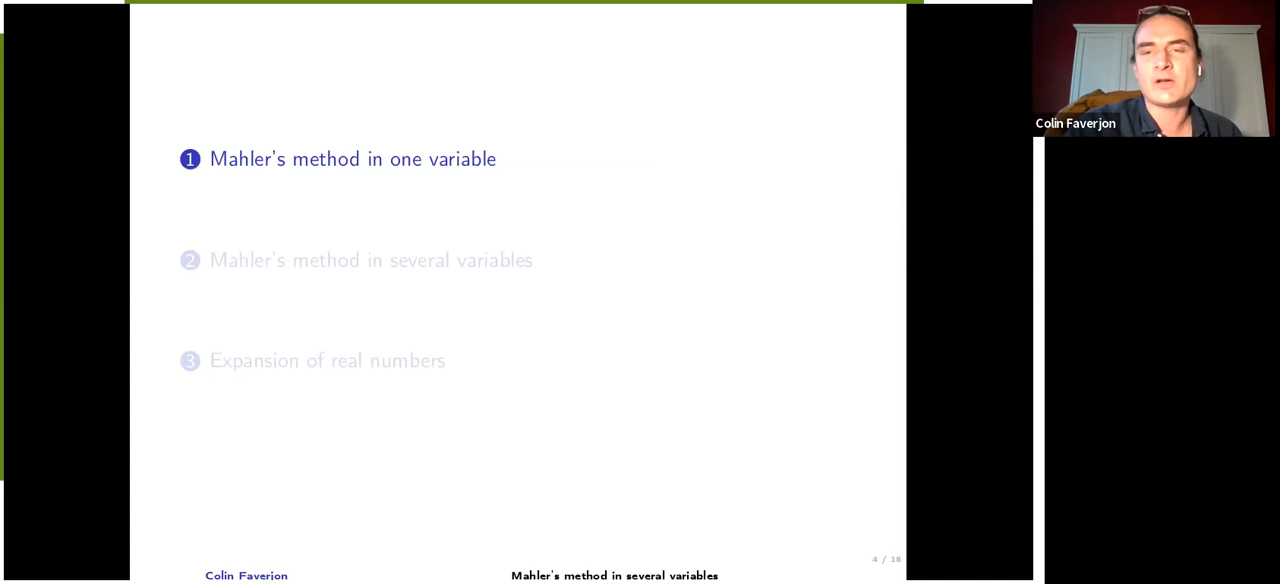 Colin Faverjon
1 Mahler's method in one variable
2 Mahler's method in several variables
3 Expansion of real numbers
4 / 18
Colin Faverjon Mahler's method in several variables